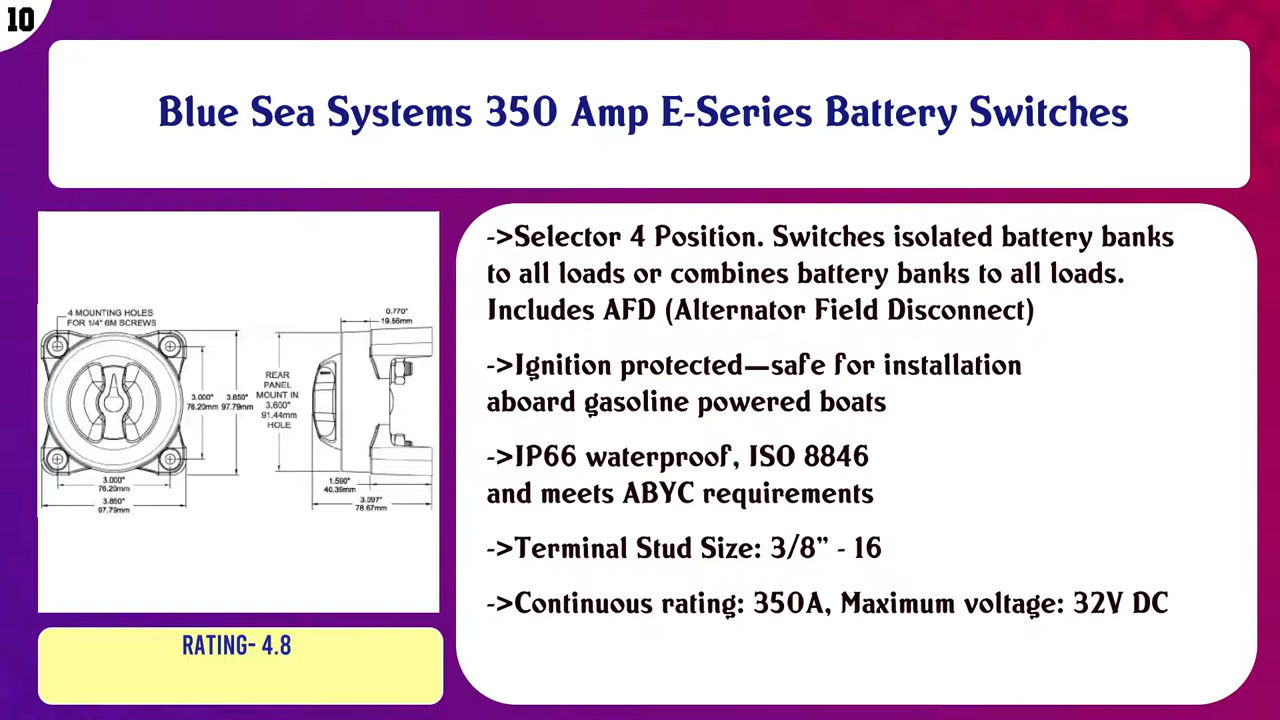 10
Blue Sea Systems 350 Amp E-Series Battery Switches
->Selector 4 Position. Switches isolated battery banks
to all loads or combines battery banks to all loads.
Includes AFD (Alternator Field Disconnect)
->Ignition protected—safe for installation
aboard gasoline powered boats
->IP66 waterproof, ISO 8846
and meets ABYC requirements
->Terminal Stud Size: 3/8” - 16
->Continuous rating: 350A, Maximum voltage: 32V DC
4 MOUNTING HOLES
FOR 1/4" 6M SCREWS
0.770"
19.56mm
REAR
PANEL
MOUNT IN
3.600"
91.44mm
HOLE
3.000"
76.20mm
3.850"
97.79mm
3.000"
76.20mm
3.850"
97.79mm
1.590"
40.39mm
3.097"
78.67mm
RATING- 4.8